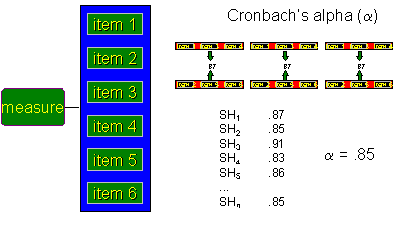 Cronbach's alpha (α)
item 1
item 2
item 3
item 4
item 5
item 6
measure
.87
.87
.87
SH₁ .87
SH₂ .85
SH₃ .91
SH₄ .83
SH₅ .86
...
SHₙ .85
α = .85